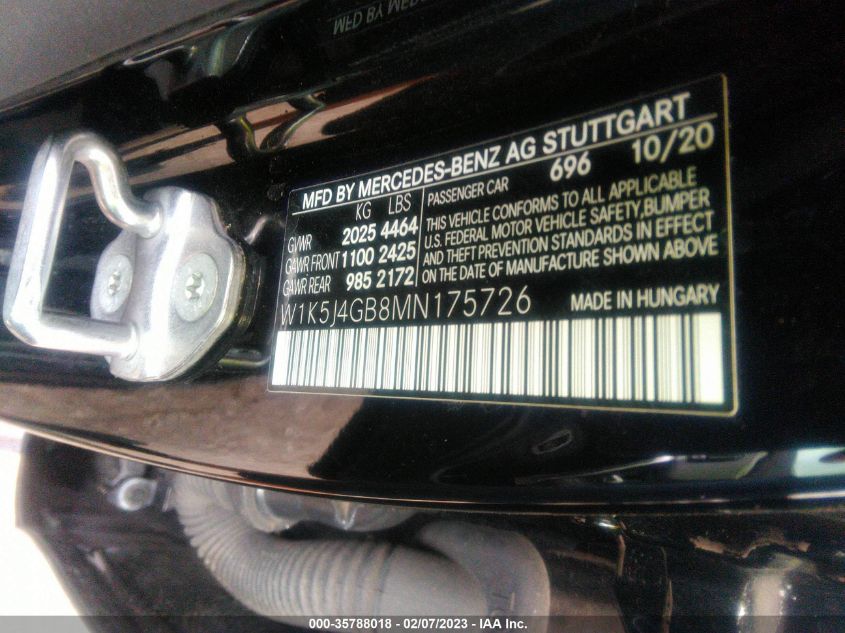 MFD BY MERCEDES-BENZ AG STUTTGART
KG LBS
GVWR 2025 4464
GAWR FRONT 1100 2425
GAWR REAR 985 2172
PASSENGER CAR 696 10/20
THIS VEHICLE CONFORMS TO ALL APPLICABLE
U.S. FEDERAL MOTOR VEHICLE SAFETY,BUMPER
AND THEFT PREVENTION STANDARDS IN EFFECT
ON THE DATE OF MANUFACTURE SHOWN ABOVE
W1K5J4GB8MN175726 MADE IN HUNGARY
000-35788018 - 02/07/2023 - IAA Inc.